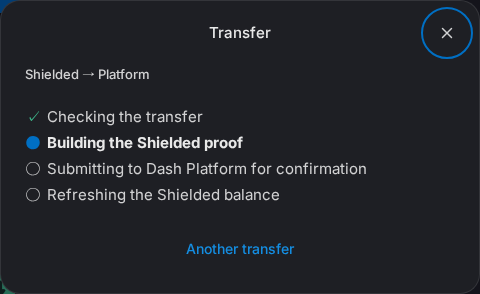 Transfer
Shielded → Platform
✓ Checking the transfer
Building the Shielded proof
Submitting to Dash Platform for confirmation
Refreshing the Shielded balance
Another transfer